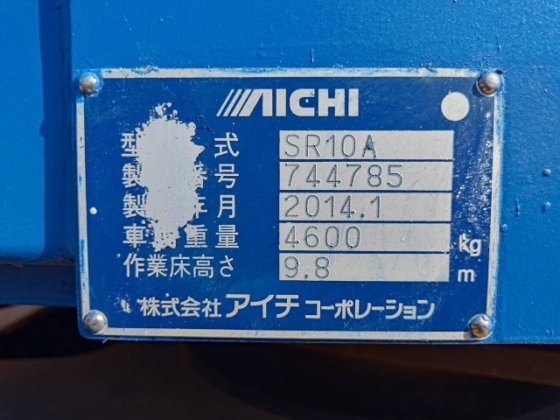 AICHI
型 式 SR10A
製 番号 744785
製 年月 2014.1
車 重量 4600 kg
作業床高さ 9.8 m
株式会社 アイチ コーポレーション